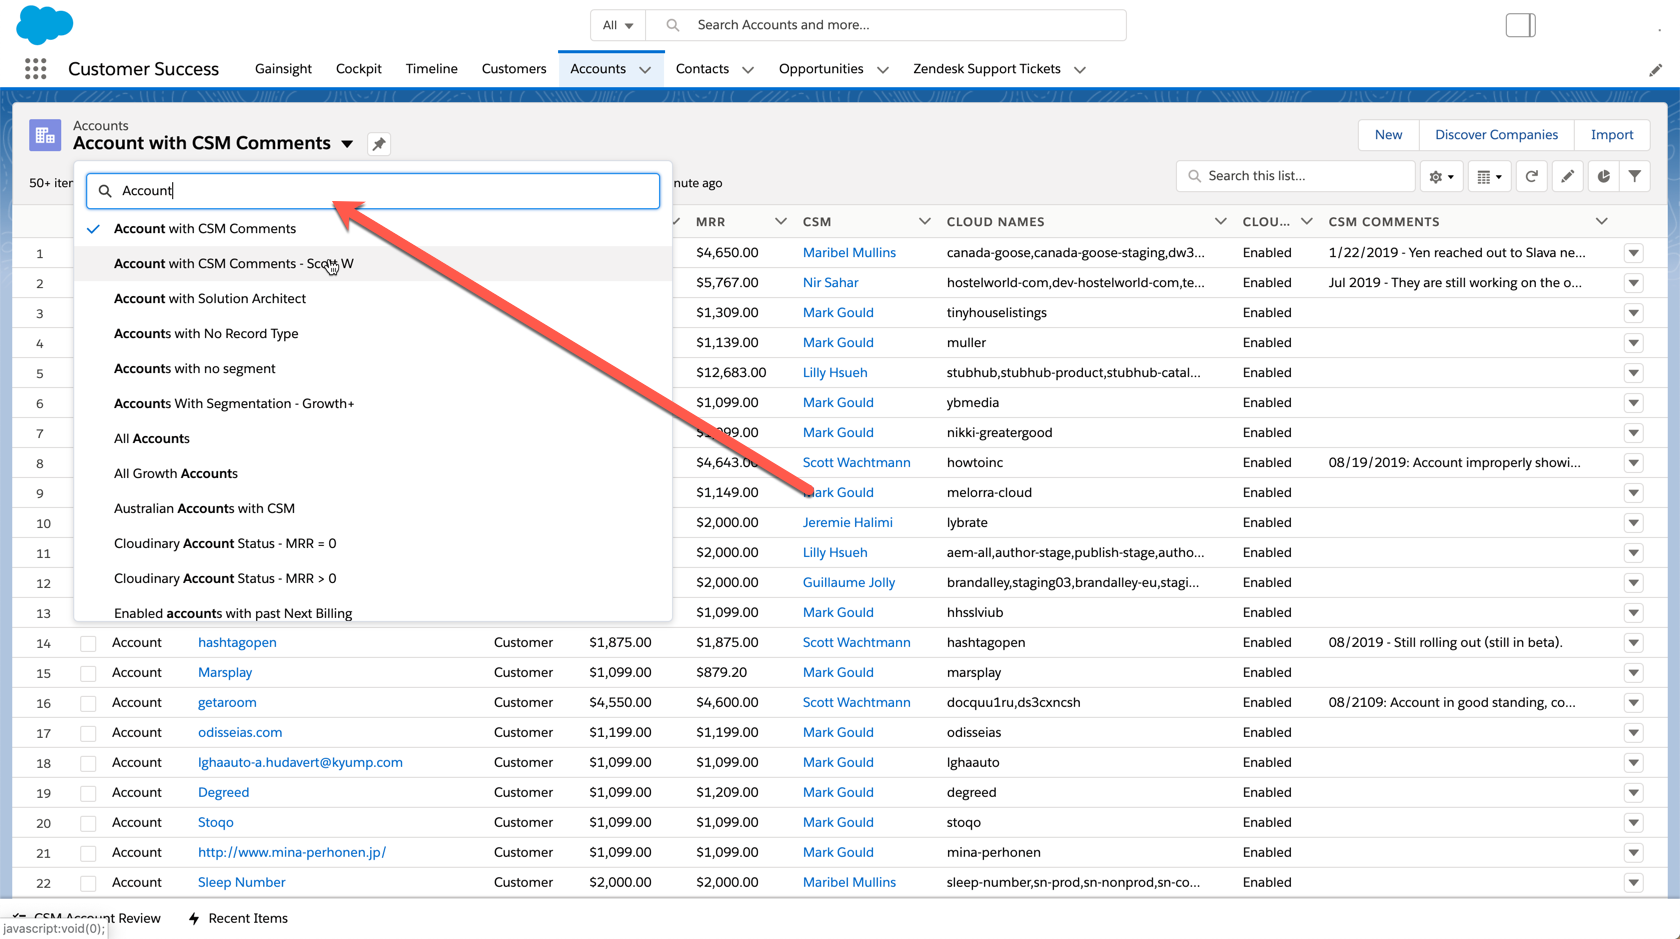 All
Search Accounts and more...
Customer Success
Gainsight
Cockpit
Timeline
Customers
Accounts
Contacts
Opportunities
Zendesk Support Tickets
Accounts
Account with CSM Comments
New
Discover Companies
Import
50+ iter
nute ago
Search this list...
Account
Account with CSM Comments
Account with CSM Comments - Scott W
Account with Solution Architect
Accounts with No Record Type
Accounts with no segment
Accounts With Segmentation - Growth+
All Accounts
All Growth Accounts
Australian Accounts with CSM
Cloudinary Account Status - MRR = 0
Cloudinary Account Status - MRR > 0
Enabled accounts with past Next Billing
MRR CSM CLOUD NAMES CLOU... CSM COMMENTS
1 $4,650.00 Maribel Mullins canada-goose,canada-goose-staging,dw3... Enabled 1/22/2019 - Yen reached out to Slava ne...
2 $5,767.00 Nir Sahar hostelworld-com,dev-hostelworld-com,te... Enabled Jul 2019 - They are still working on the o...
3 $1,309.00 Mark Gould tinyhouselistings Enabled
4 $1,139.00 Mark Gould muller Enabled
5 $12,683.00 Lilly Hsueh stubhub,stubhub-product,stubhub-catal... Enabled
6 $1,099.00 Mark Gould ybmedia Enabled
7 $1,099.00 Mark Gould nikki-greatergood Enabled
8 $4,643.00 Scott Wachtmann howtoinc Enabled 08/19/2019: Account improperly showi...
9 $1,149.00 Mark Gould melorra-cloud Enabled
10 $2,000.00 Jeremie Halimi lybrate Enabled
11 $2,000.00 Lilly Hsueh aem-all,author-stage,publish-stage,autho... Enabled
12 $2,000.00 Guillaume Jolly brandalley,staging03,brandalley-eu,stagi... Enabled
13 $1,099.00 Mark Gould hhsslviub Enabled
14 Account hashtagopen Customer $1,875.00 $1,875.00 Scott Wachtmann hashtagopen Enabled 08/2019 - Still rolling out (still in beta).
15 Account Marsplay Customer $1,099.00 $879.20 Mark Gould marsplay Enabled
16 Account getaroom Customer $4,550.00 $4,600.00 Scott Wachtmann docquu1ru,ds3cxncsh Enabled 08/2109: Account in good standing, co...
17 Account odisseias.com Customer $1,199.00 $1,199.00 Mark Gould odisseias Enabled
18 Account lghaauto-a.hudavert@kyump.com Customer $1,099.00 $1,099.00 Mark Gould lghaauto Enabled
19 Account Degreed Customer $1,099.00 $1,209.00 Mark Gould degreed Enabled
20 Account Stoqo Customer $1,099.00 $1,099.00 Mark Gould stoqo Enabled
21 Account http://www.mina-perhonen.jp/ Customer $1,099.00 $1,099.00 Mark Gould mina-perhonen Enabled
22 Account Sleep Number Customer $2,000.00 $2,000.00 Maribel Mullins sleep-number,sn-prod,sn-nonprod,sn-co... Enabled
CSM Account Review
Recent Items
javascript:void(0);